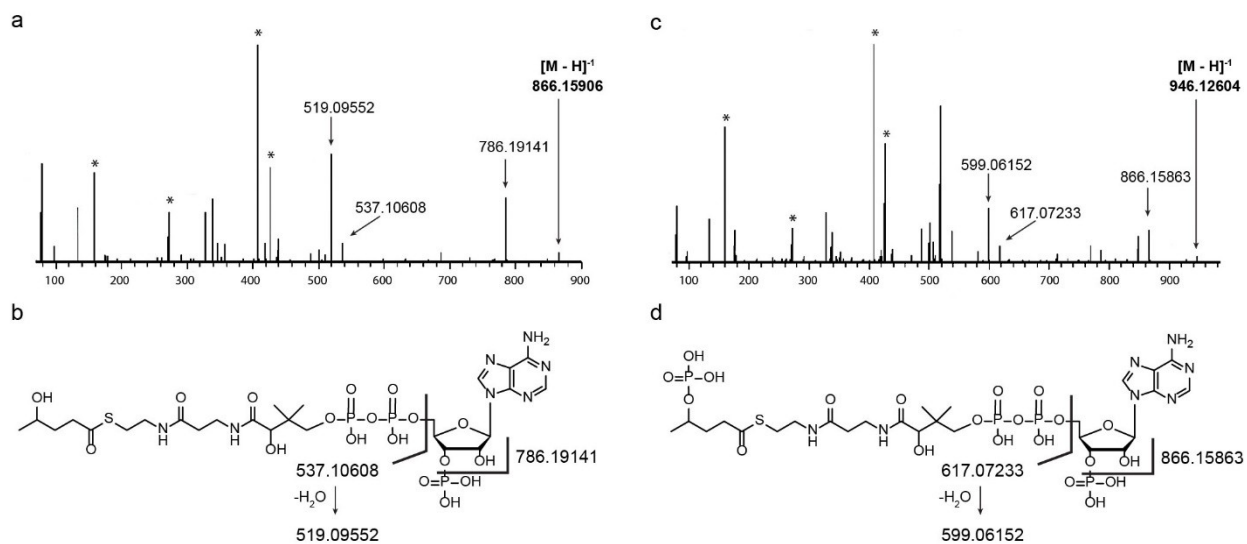 a
[M - H]⁻¹
866.15906
519.09552
786.19141
537.10608
*
*
*
*
100 200 300 400 500 600 700 800 900
b
NH₂
N
N
N
N
OH
O
S
N
H
O
N
H
O
OH
O
O
P
OH
O
O
P
OH
O
O
O
OH
O=P-OH
OH
537.10608
-H₂O
519.09552
786.19141
c
[M - H]⁻¹
946.12604
599.06152
866.15863
617.07233
*
*
*
*
100 200 300 400 500 600 700 800 900
d
OH
O=P-OH
O
NH₂
N
N
N
N
O
S
N
H
O
N
H
O
OH
O
O
P
OH
O
O
P
OH
O
O
O
OH
O=P-OH
OH
617.07233
-H₂O
599.06152
866.15863